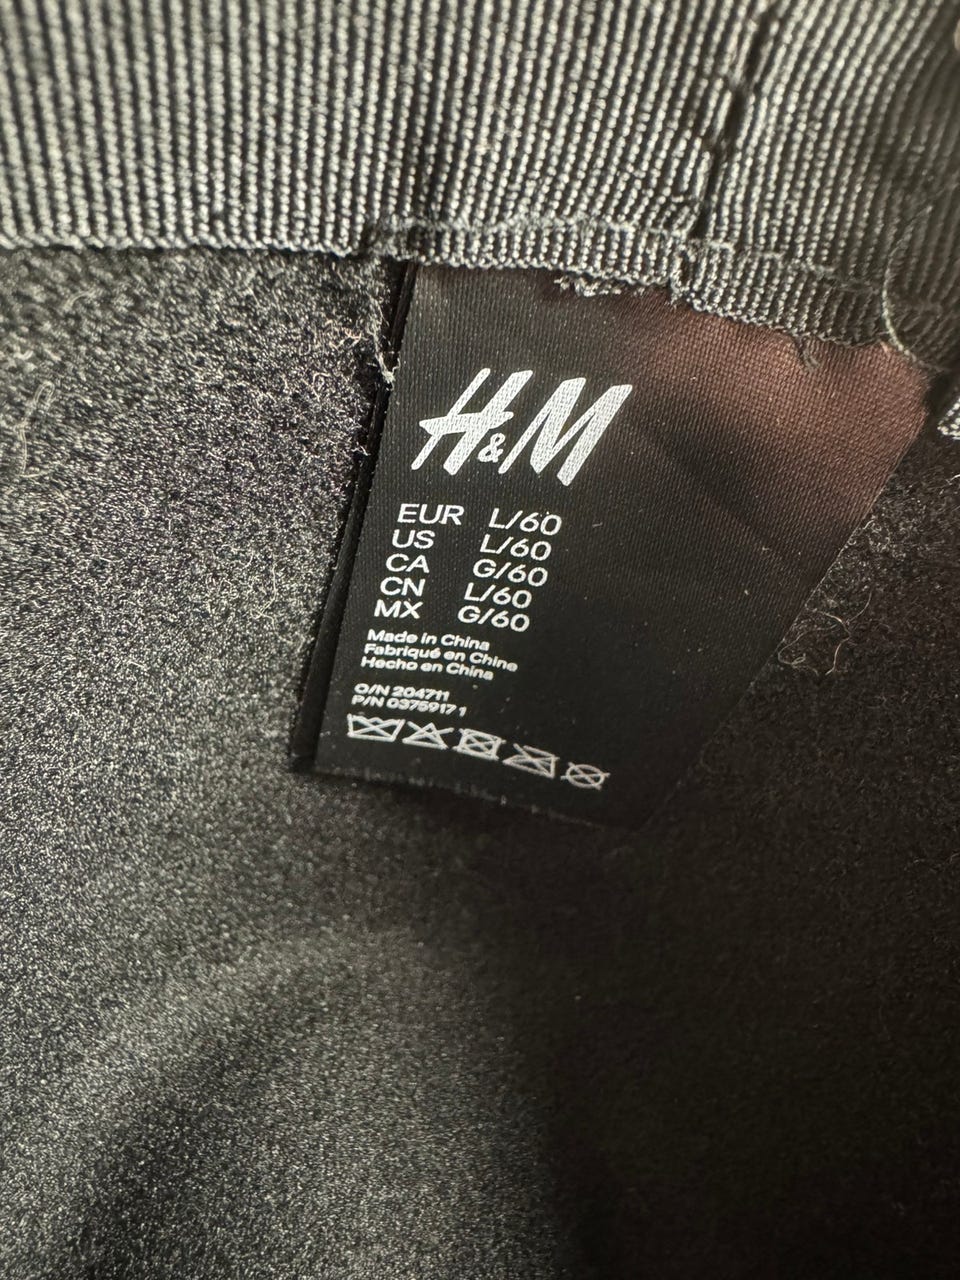 H&M
EUR L/60
US L/60
CA G/60
CN L/60
MX G/60
Made in China
Fabriqué en Chine
Hecho en China
O/N 204711
P/N 0375917 1